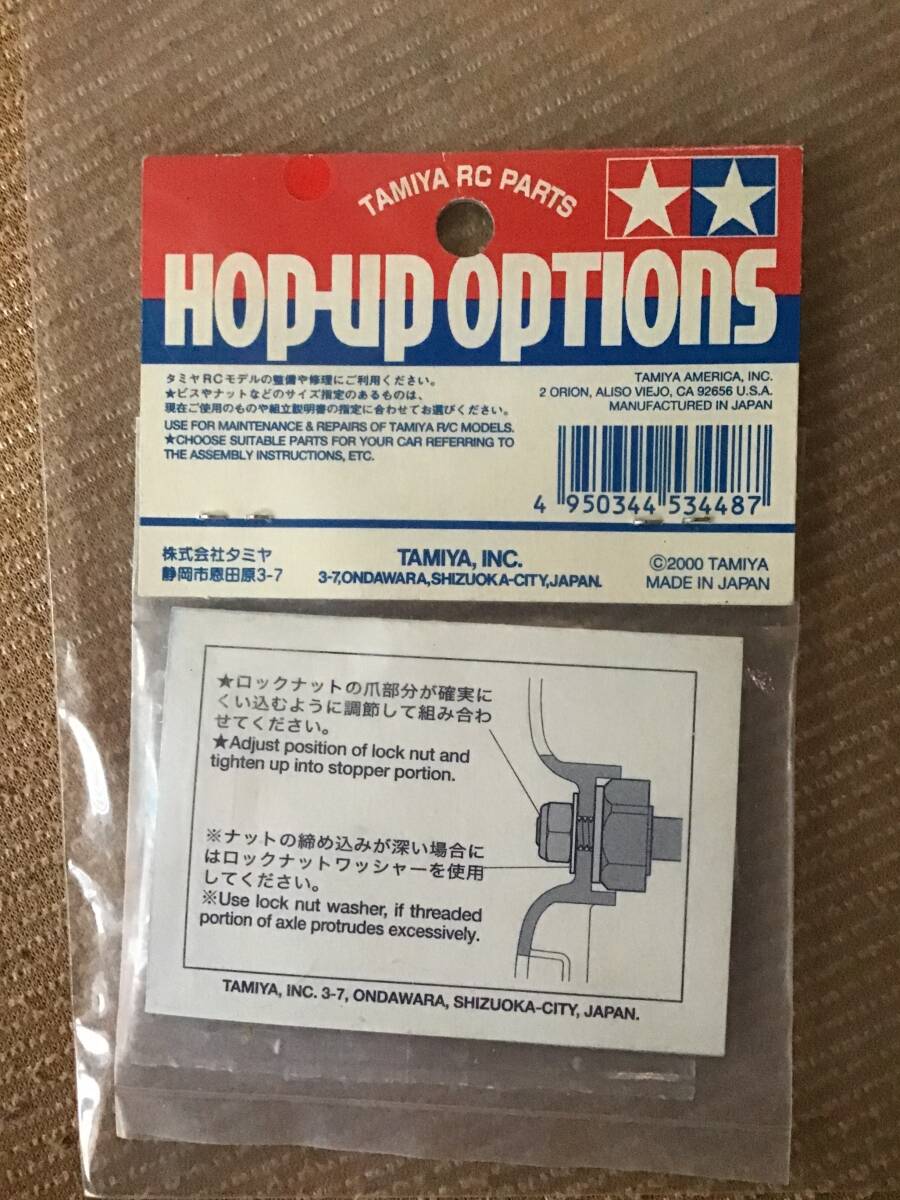 TAMIYA RC PARTS
HOP-UP OPTIONS
タミヤRCモデルの整備や修理にご利用ください。
★ビスやナットなどのサイズ指定のあるものは、
現在ご使用のものや組立説明書の指定に合わせてお選びください。
USE FOR MAINTENANCE & REPAIRS OF TAMIYA R/C MODELS.
★CHOOSE SUITABLE PARTS FOR YOUR CAR REFERRING TO
THE ASSEMBLY INSTRUCTIONS, ETC.
TAMIYA AMERICA, INC.
2 ORION, ALISO VIEJO, CA 92656 U.S.A.
MANUFACTURED IN JAPAN
4 950344 534487
株式会社タミヤ
静岡市恩田原3-7
TAMIYA, INC.
3-7,ONDAWARA,SHIZUOKA-CITY,JAPAN.
©2000 TAMIYA
MADE IN JAPAN
★ロックナットの爪部分が確実に
くい込むように調節して組み合わ
せてください。
★Adjust position of lock nut and
tighten up into stopper portion.
※ナットの締め込みが深い場合に
はロックナットワッシャーを使用
してください。
※Use lock nut washer, if threaded
portion of axle protrudes excessively.
TAMIYA, INC. 3-7, ONDAWARA, SHIZUOKA-CITY, JAPAN.